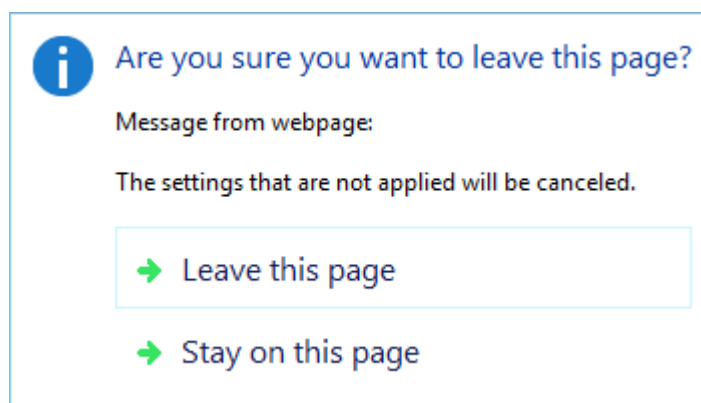 Are you sure you want to leave this page?
Message from webpage:
The settings that are not applied will be canceled.
Leave this page
Stay on this page